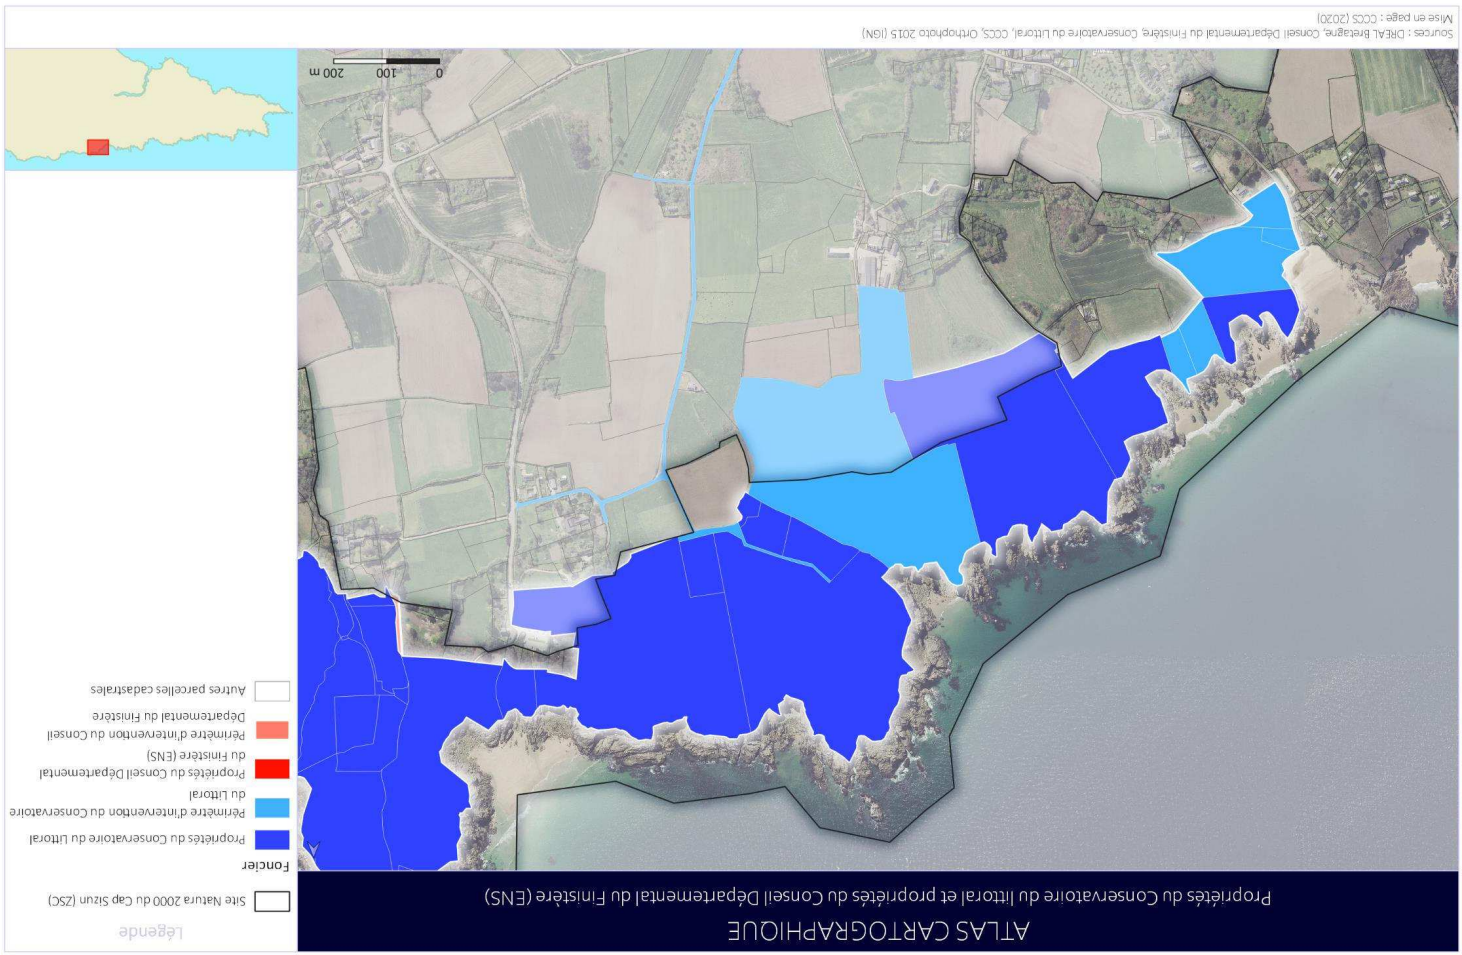 ATLAS CARTOGRAPHIQUE
Propriétés du Conservatoire du littoral et propriétés du Conseil Départemental du Finistère (ENS)
Légende
Site Natura 2000 du Cap Sizun (ZSC)
Foncier
Propriétés du Conservatoire du Littoral
Périmètre d'intervention du Conservatoire
du Littoral
Propriétés du Conseil Départemental
du Finistère (ENS)
Périmètre d'intervention du Conseil
Départemental du Finistère
Autres parcelles cadastrales
0 100 200 m
Sources : DREAL Bretagne, Conseil Départemental du Finistère, Conservatoire du Littoral, CCCS, Orthophoto 2015 (IGN)
Mise en page : CCCS (2020)